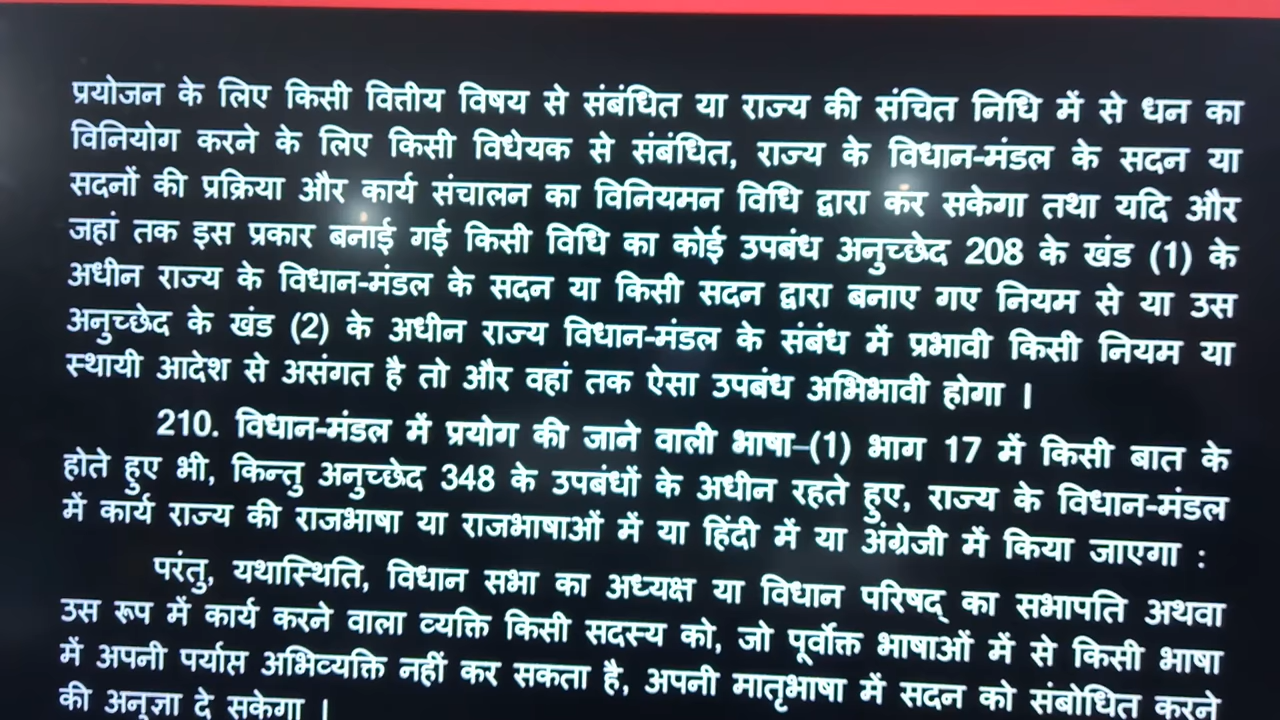 प्रयोजन के लिए किसी वित्तीय विषय से संबंधित या राज्य की संचित निधि में से धन का
विनियोग करने के लिए किसी विधेयक से संबंधित, राज्य के विधान-मंडल के सदन या
सदनों की प्रक्रिया और कार्य संचालन का विनियमन विधि द्वारा कर सकेगा तथा यदि और
जहां तक इस प्रकार बनाई गई किसी विधि का कोई उपबंध अनुच्छेद 208 के खंड (1) के
अधीन राज्य के विधान-मंडल के सदन या किसी सदन द्वारा बनाए गए नियम से या उस
अनुच्छेद के खंड (2) के अधीन राज्य विधान-मंडल के संबंध में प्रभावी किसी नियम या
स्थायी आदेश से असंगत है तो और वहां तक ऐसा उपबंध अभिभावी होगा ।
210. विधान-मंडल में प्रयोग की जाने वाली भाषा–(1) भाग 17 में किसी बात के
होते हुए भी, किन्तु अनुच्छेद 348 के उपबंधों के अधीन रहते हुए, राज्य के विधान-मंडल
में कार्य राज्य की राजभाषा या राजभाषाओं में या हिंदी में या अंग्रेजी में किया जाएगा :
परंतु, यथास्थिति, विधान सभा का अध्यक्ष या विधान परिषद् का सभापति अथवा
उस रूप में कार्य करने वाला व्यक्ति किसी सदस्य को, जो पूर्वोक्त भाषाओं में से किसी भाषा
में अपनी पर्याप्त अभिव्यक्ति नहीं कर सकता है, अपनी मातृभाषा में सदन को संबोधित करने
की अनुज्ञा दे सकेगा ।